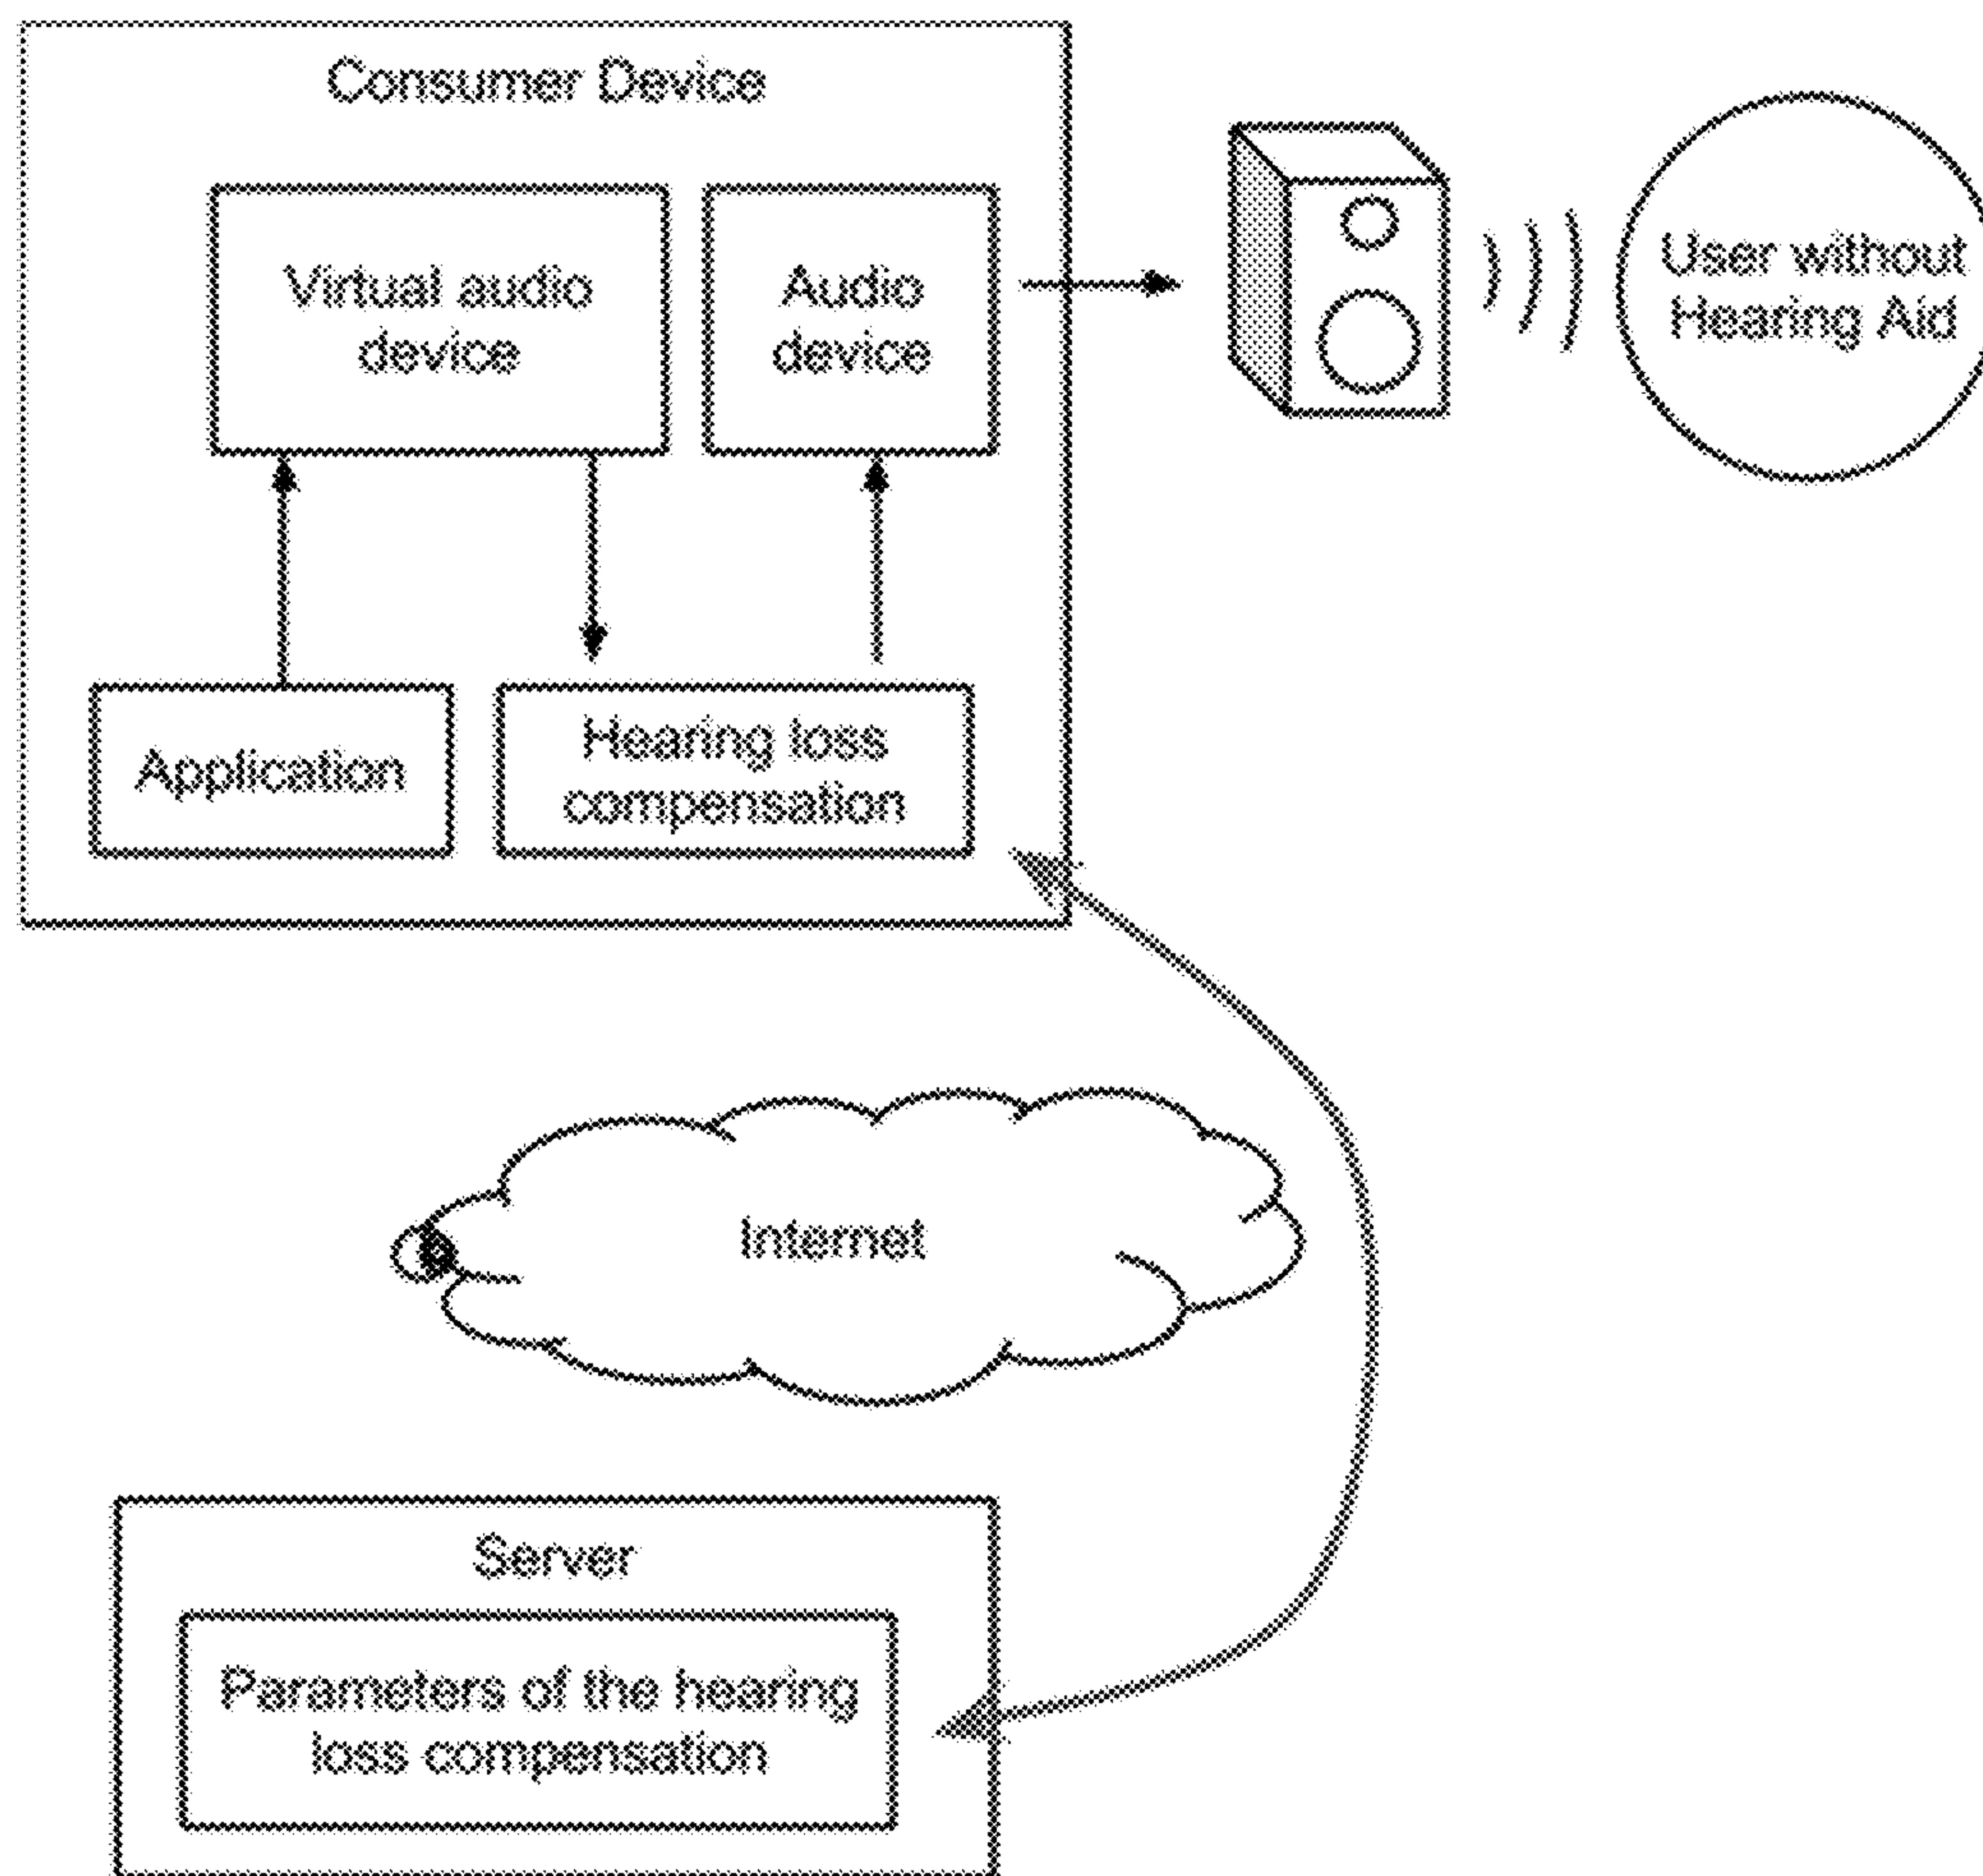 Consumer Device
Virtual audio
device
Audio
device
User without
Hearing Aid
Application
Hearing loss
compensation
Internet
Server
Parameters of the hearing
loss compensation